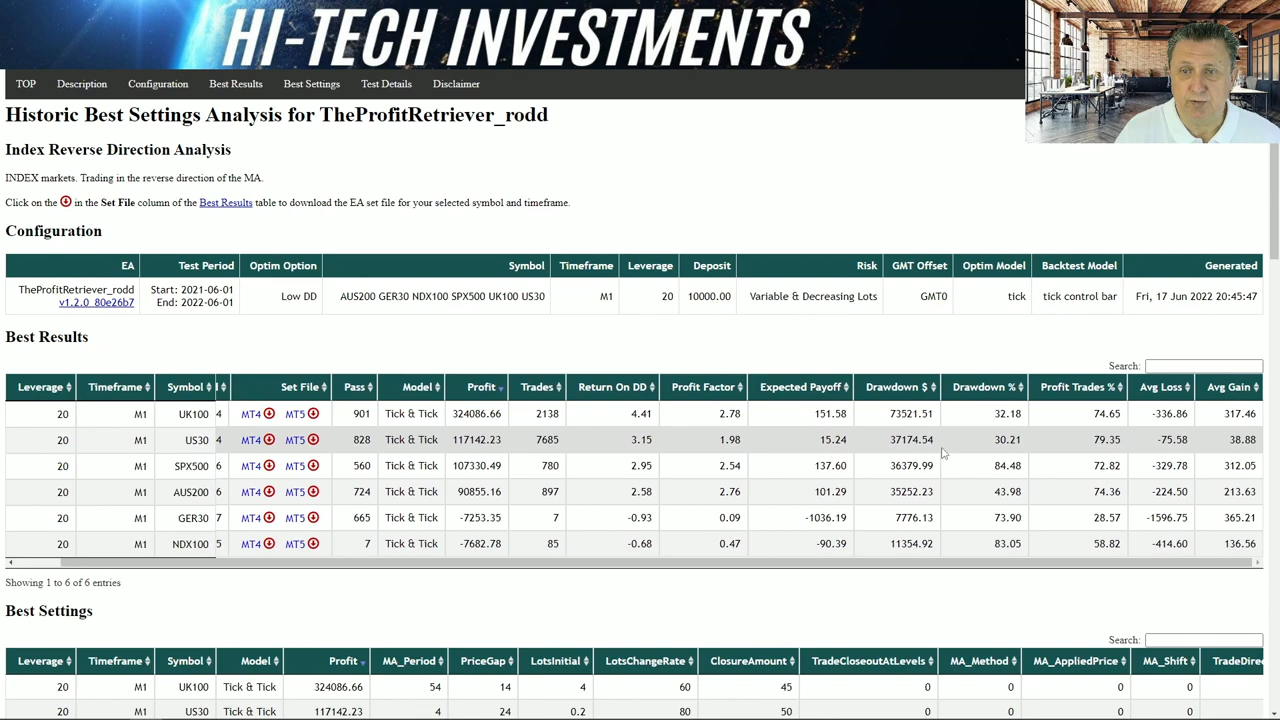 HI-TECH INVESTMENTS
TOP Description Configuration Best Results Best Settings Test Details Disclaimer
Historic Best Settings Analysis for TheProfitRetriever_rodd
Index Reverse Direction Analysis
INDEX markets. Trading in the reverse direction of the MA.
Click on the in the Set File column of the Best Results table to download the EA set file for your selected symbol and timeframe.
Configuration
EA Test Period Optim Option Symbol Timeframe Leverage Deposit Risk GMT Offset Optim Model Backtest Model Generated
TheProfitRetriever_rodd Start: 2021-06-01
v1.2.0_80e26b7 End: 2022-06-01 Low DD AUS200 GER30 NDX100 SPX500 UK100 US30 M1 20 10000.00 Variable & Decreasing Lots GMT0 tick tick control bar Fri, 17 Jun 2022 20:45:47
Best Results
Search:
Leverage Timeframe Symbol Set File Pass Model Profit Trades Return On DD Profit Factor Expected Payoff Drawdown $ Drawdown % Profit Trades % Avg Loss Avg Gain
20 M1 UK100 4 MT4 MT5 901 Tick & Tick 324086.66 2138 4.41 2.78 151.58 73521.51 32.18 74.65 -336.86 317.46
20 M1 US30 4 MT4 MT5 828 Tick & Tick 117142.23 7685 3.15 1.98 15.24 37174.54 30.21 79.35 -75.58 38.88
20 M1 SPX500 6 MT4 MT5 560 Tick & Tick 107330.49 780 2.95 2.54 137.60 36379.99 84.48 72.82 -329.78 312.05
20 M1 AUS200 6 MT4 MT5 724 Tick & Tick 90855.16 897 2.58 2.76 101.29 35252.23 43.98 74.36 -224.50 213.63
20 M1 GER30 7 MT4 MT5 665 Tick & Tick -7253.35 7 -0.93 0.09 -1036.19 7776.13 73.90 28.57 -1596.75 365.21
20 M1 NDX100 5 MT4 MT5 7 Tick & Tick -7682.78 85 -0.68 0.47 -90.39 11354.92 83.05 58.82 -414.60 136.56
Showing 1 to 6 of 6 entries
Best Settings
Search:
Leverage Timeframe Symbol Model Profit MA_Period PriceGap LotsInitial LotsChangeRate ClosureAmount TradeCloseoutAtLevels MA_Method MA_AppliedPrice MA_Shift TradeDirec
20 M1 UK100 Tick & Tick 324086.66 54 14 4 60 45 0 0 0 0
20 M1 US30 Tick & Tick 117142.23 4 24 0.2 80 50 0 0 0 0